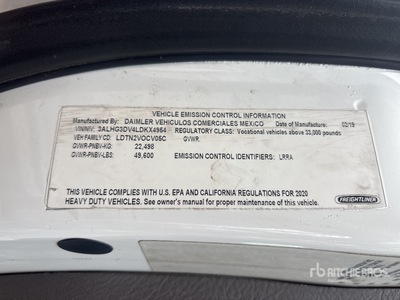 VEHICLE EMISSION CONTROL INFORMATION
Manufactured By: DAIMLER VEHICULOS COMERCIALES MEXICO Date of Manufacture: 02/19
VIN/NIV: 3ALHG3DV4LDKX4954 REGULATORY CLASS: Vocational vehicles above 33,000 pounds
VEH FAMILY CD: LDTN2VOCV05C GVWR:
GVWR-PNBV-KG: 22,498
GVWR-PNBV-LBS: 49,600 EMISSION CONTROL IDENTIFIERS: LRRA
THIS VEHICLE COMPLIES WITH U.S. EPA AND CALIFORNIA REGULATIONS FOR 2020
HEAVY DUTY VEHICLES. See owner's manual for proper maintenance of this vehicle.
FREIGHTLINER
rb RITCHIE BROS.